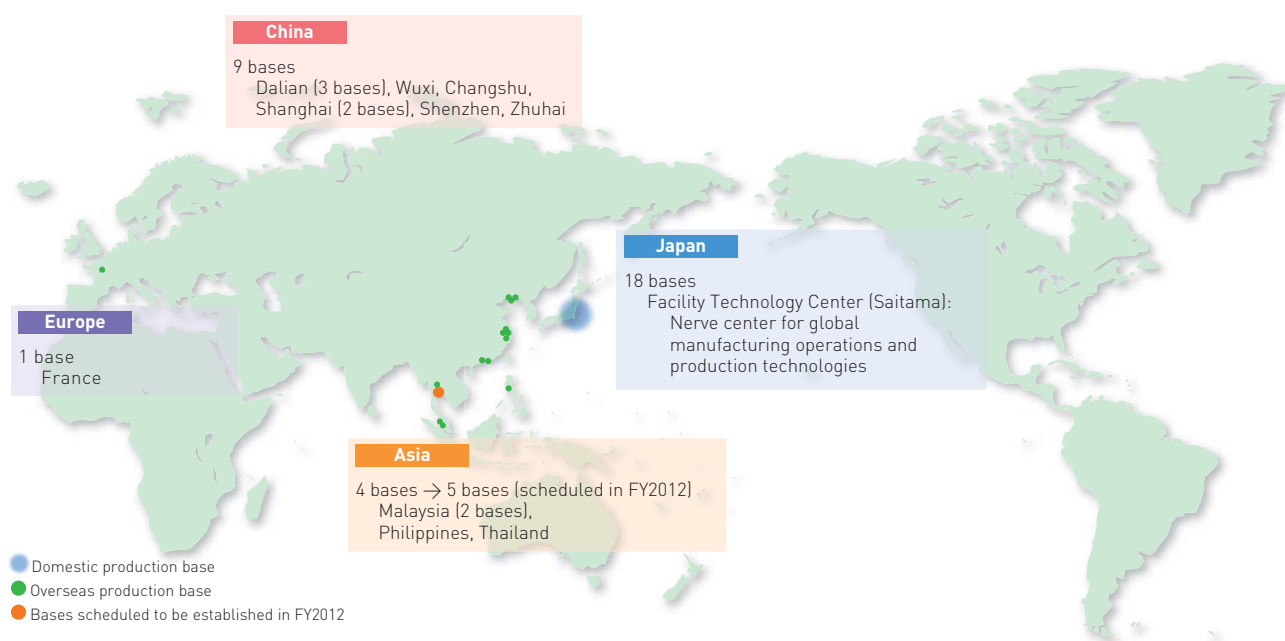 China
9 bases
Dalian (3 bases), Wuxi, Changshu,
Shanghai (2 bases), Shenzhen, Zhuhai
Japan
18 bases
Facility Technology Center (Saitama):
Nerve center for global
manufacturing operations and
production technologies
Europe
1 base
France
Asia
4 bases → 5 bases (scheduled in FY2012)
Malaysia (2 bases),
Philippines, Thailand
Domestic production base
Overseas production base
Bases scheduled to be established in FY2012